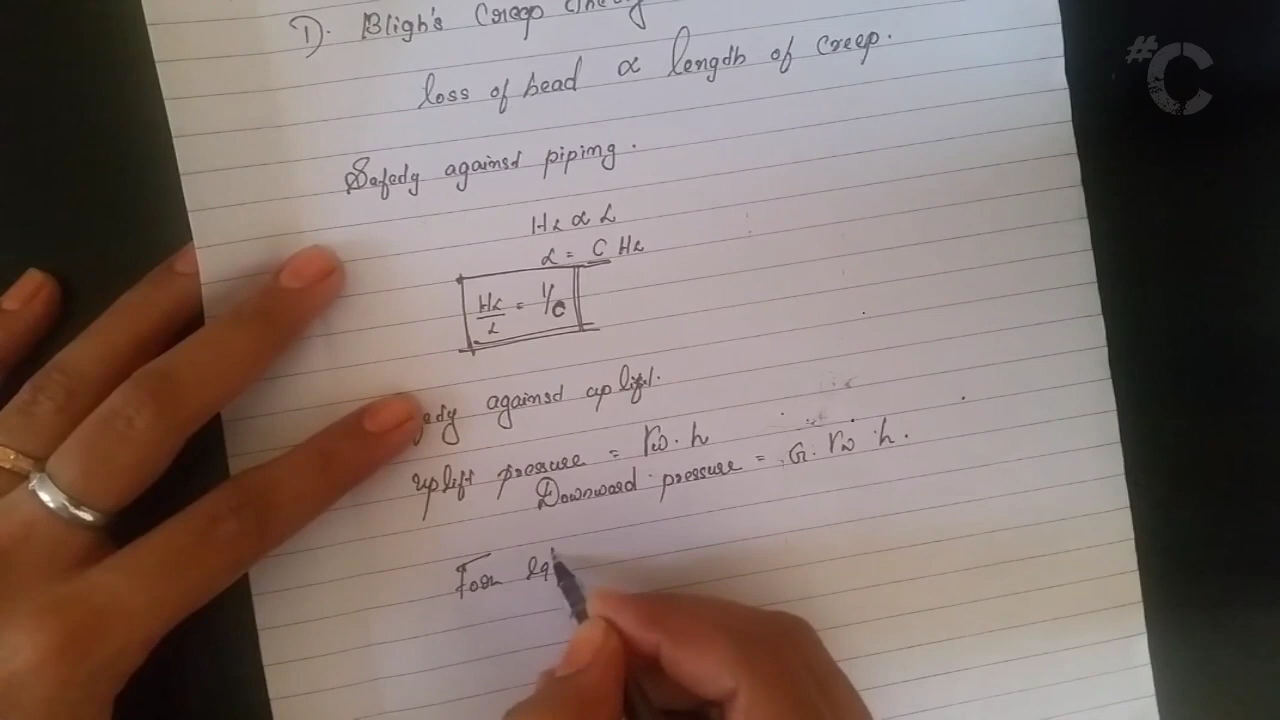 1). Bligh's Creep
loss of head ∝ length of Creep.
Safety against piping.
HL ∝ L
L = C HL
HL/L = 1/C
against uplift.
uplift pressure = γw. h
Downward pressure = G. γw. h.
#C